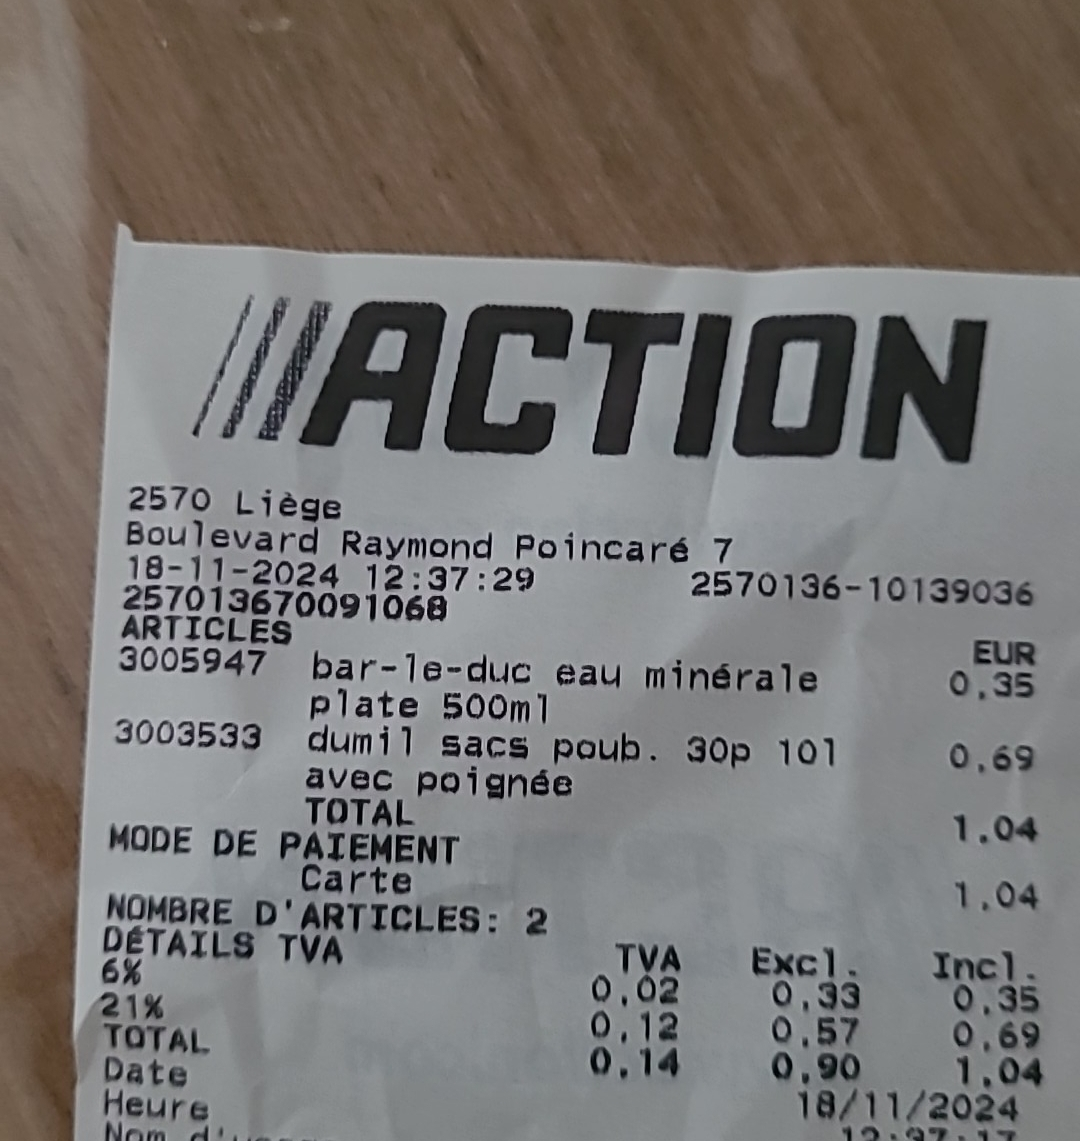 ///ACTION
2570 Liège
Boulevard Raymond Poincaré 7
18-11-2024 12:37:29 2570136-10139036
257013670091068
ARTICLES EUR
3005947 bar-le-duc eau minérale 0,35
plate 500ml
3003533 dumil sacs poub. 30p 10l 0,69
avec poignée
TOTAL 1,04
MODE DE PAIEMENT
Carte 1,04
NOMBRE D'ARTICLES: 2
DÉTAILS TVA TVA Excl. Incl.
6% 0,02 0,33 0,35
21% 0,12 0,57 0,69
TOTAL 0,14 0,90 1,04
Date 18/11/2024
Heure 12:37:17